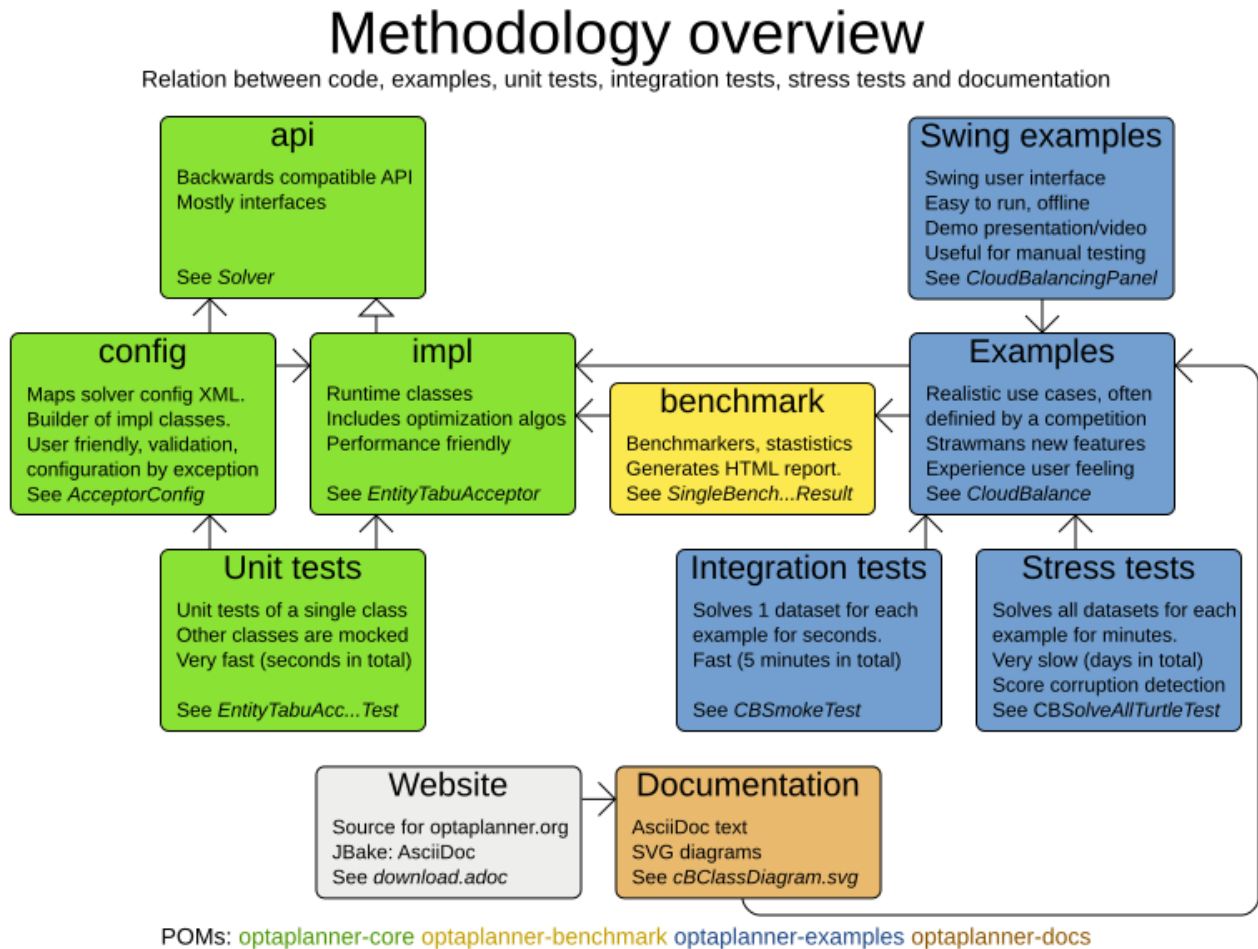 Methodology overview
Relation between code, examples, unit tests, integration tests, stress tests and documentation
api
Backwards compatible API
Mostly interfaces
See Solver
Swing examples
Swing user interface
Easy to run, offline
Demo presentation/video
Useful for manual testing
See CloudBalancingPanel
config
Maps solver config XML.
Builder of impl classes.
User friendly, validation,
configuration by exception
See AcceptorConfig
impl
Runtime classes
Includes optimization algos
Performance friendly
See EntityTabuAcceptor
benchmark
Benchmarkers, stastistics
Generates HTML report.
See SingleBench...Result
Examples
Realistic use cases, often
definied by a competition
Strawmans new features
Experience user feeling
See CloudBalance
Unit tests
Unit tests of a single class
Other classes are mocked
Very fast (seconds in total)
See EntityTabuAcc...Test
Integration tests
Solves 1 dataset for each
example for seconds.
Fast (5 minutes in total)
See CBSmokeTest
Stress tests
Solves all datasets for each
example for minutes.
Very slow (days in total)
Score corruption detection
See CBSolveAllTurtleTest
Website
Source for optaplanner.org
JBake: AsciiDoc
See download.adoc
Documentation
AsciiDoc text
SVG diagrams
See cBClassDiagram.svg
POMs: optaplanner-core optaplanner-benchmark optaplanner-examples optaplanner-docs